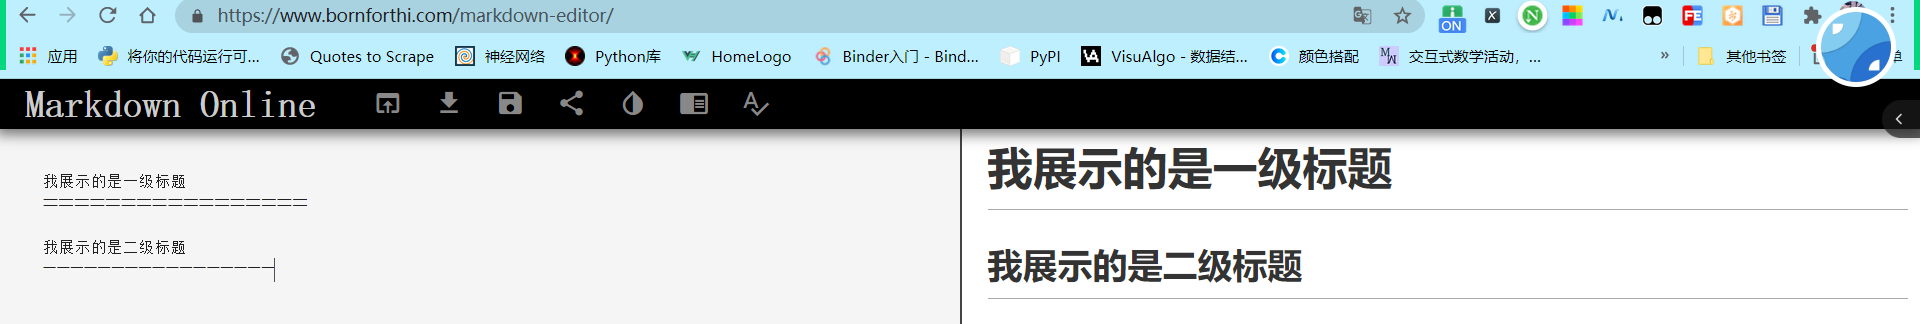 https://www.bornforthi.com/markdown-editor/
ON
FE
应用 将你的代码运行可... Quotes to Scrape 神经网络 Python库 HomeLogo Binder入门 - Bind... PyPI VisuAlgo - 数据结... 颜色搭配 交互式数学活动, ... » 其他书签 单
Markdown Online
我展示的是一级标题
=================
我展示的是二级标题
-----------------
我展示的是一级标题
我展示的是二级标题